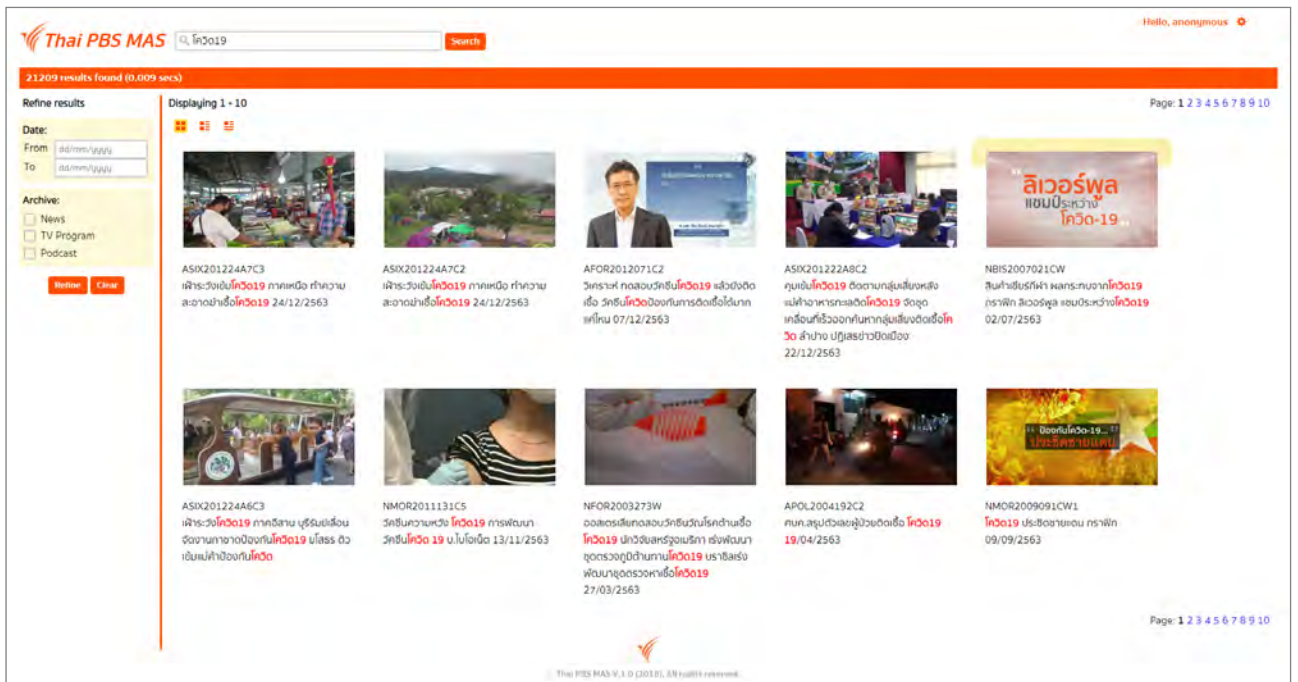 Hello, anonymous
Thai PBS MAS
โควิด19
Search
21209 results found (0.009 secs)
Refine results
Displaying 1 - 10
Page: 1 2 3 4 5 6 7 8 9 10
Date:
From dd/mm/yyyy
To dd/mm/yyyy
Archive:
News
TV Program
Podcast
Refine Clear
ASIX201224A7C3
เฝ้าระวังเข้มโควิด19 ภาคเหนือ ทำความ
สะอาดฆ่าเชื้อโควิด19 24/12/2563
ASIX201224A7C2
เฝ้าระวังเข้มโควิด19 ภาคเหนือ ทำความ
สะอาดฆ่าเชื้อโควิด19 24/12/2563
AFOR2012071C2
วิเคราะห์ ทดสอบวัคซีนโควิด19 แล้วยังติด
เชื้อ วัคซีนโควิดป้องกันการติดเชื้อได้มาก
แค่ไหน 07/12/2563
ASIX201222A8C2
คุมเข้มโควิด19 ติดตามกลุ่มเสี่ยงหลัง
แม่ค้าอาหารทะเลติดโควิด19 จัดชุด
เคลื่อนที่เร็วออกค้นหากลุ่มเสี่ยงติดเชื้อโค
วิด ลำปาง ปฏิเสธข่าวปิดเมือง
22/12/2563
"ลิเวอร์พูล
แชมป์ระหว่าง
โควิด-19"
NBIS2007021CW
สินค้าเชียร์กีฬา ผลกระทบจากโควิด19
กราฟิก ลิเวอร์พูล แชมป์ระหว่างโควิด19
02/07/2563
ASIX201224A6C3
เฝ้าระวังโควิด19 ภาคอีสาน บุรีรัมย์เลื่อน
จัดงานกาชาดป้องกันโควิด19 ยโสธร ติว
เข้มแม่ค้าป้องกันโควิด
NMOR2011131C5
วัคซีนความหวัง โควิด19 การพัฒนา
วัคซีนโควิด 19 บ.ไบโอเน็ต 13/11/2563
NFOR2003273W
ออสเตรเลียทดสอบวัคซีนวัณโรคต้านเชื้อ
โควิด19 นักวิจัยสหรัฐอเมริกา เร่งพัฒนา
ชุดตรวจภูมิต้านทานโควิด19 บราซิลเร่ง
พัฒนาชุดตรวจหาเชื้อโควิด19
27/03/2563
APOL2004192C2
ศบค.สรุปตัวเลขผู้ป่วยติดเชื้อ โควิด19
19/04/2563
"ป้องกันโควิด-19..."
ประชิดชายแดน
NMOR2009091CW1
โควิด19 ประชิดชายแดน กราฟิก
09/09/2563
Page: 1 2 3 4 5 6 7 8 9 10
Thai PBS MAS V.1.0 (2018), All rights reserved.